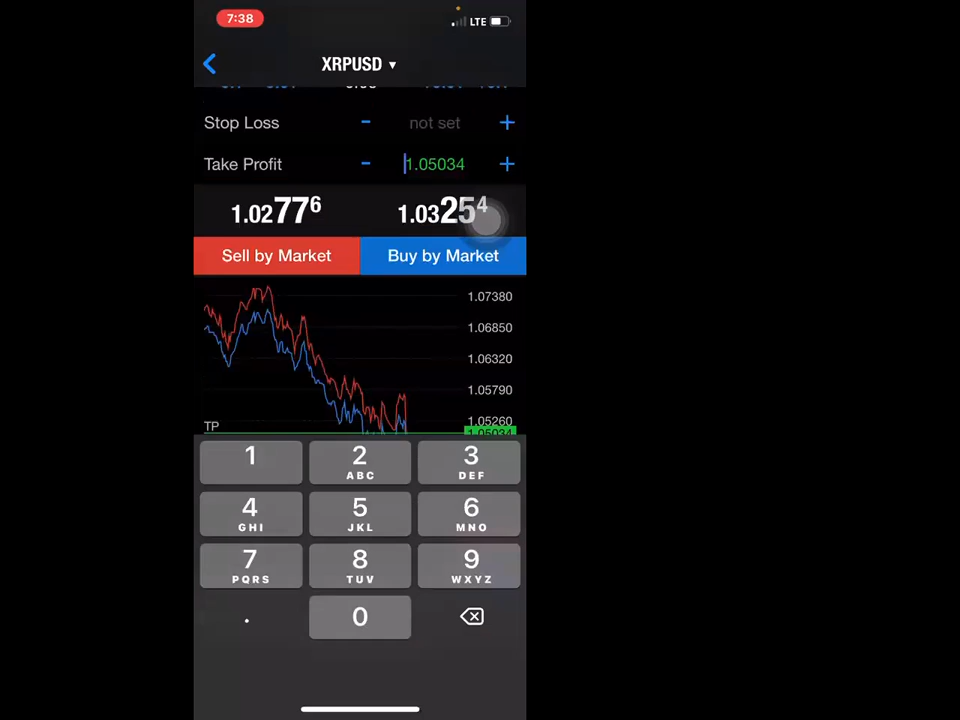 7:38 LTE
XRPUSD ▼
Stop Loss - not set +
Take Profit - 1.05034 +
1.02776 1.03254
Sell by Market Buy by Market
1.07380
1.06850
1.06320
1.05790
1.05260
TP 1.05034
1 2 ABC 3 DEF
4 GHI 5 JKL 6 MNO
7 PQRS 8 TUV 9 WXYZ
. 0